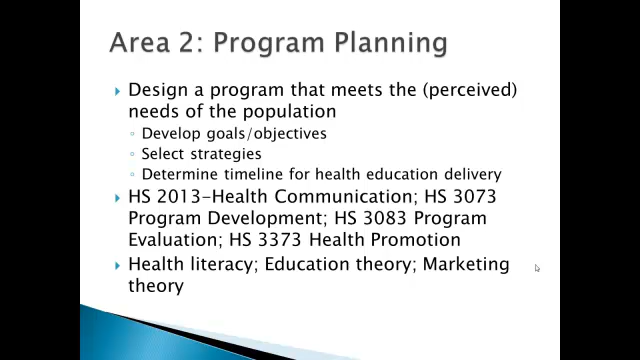 Area 2: Program Planning
Design a program that meets the (perceived)
needs of the population
Develop goals/objectives
Select strategies
Determine timeline for health education delivery
HS 2013-Health Communication; HS 3073
Program Development; HS 3083 Program
Evaluation; HS 3373 Health Promotion
Health literacy; Education theory; Marketing
theory